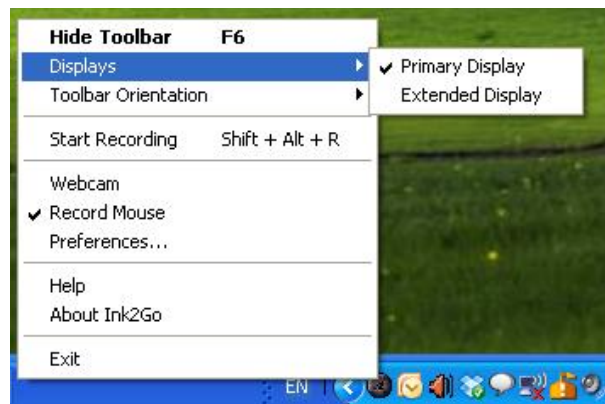 Hide Toolbar F6
Displays
Primary Display
Toolbar Orientation
Extended Display
Start Recording Shift + Alt + R
Webcam
Record Mouse
Preferences...
Help
About Ink2Go
Exit
EN